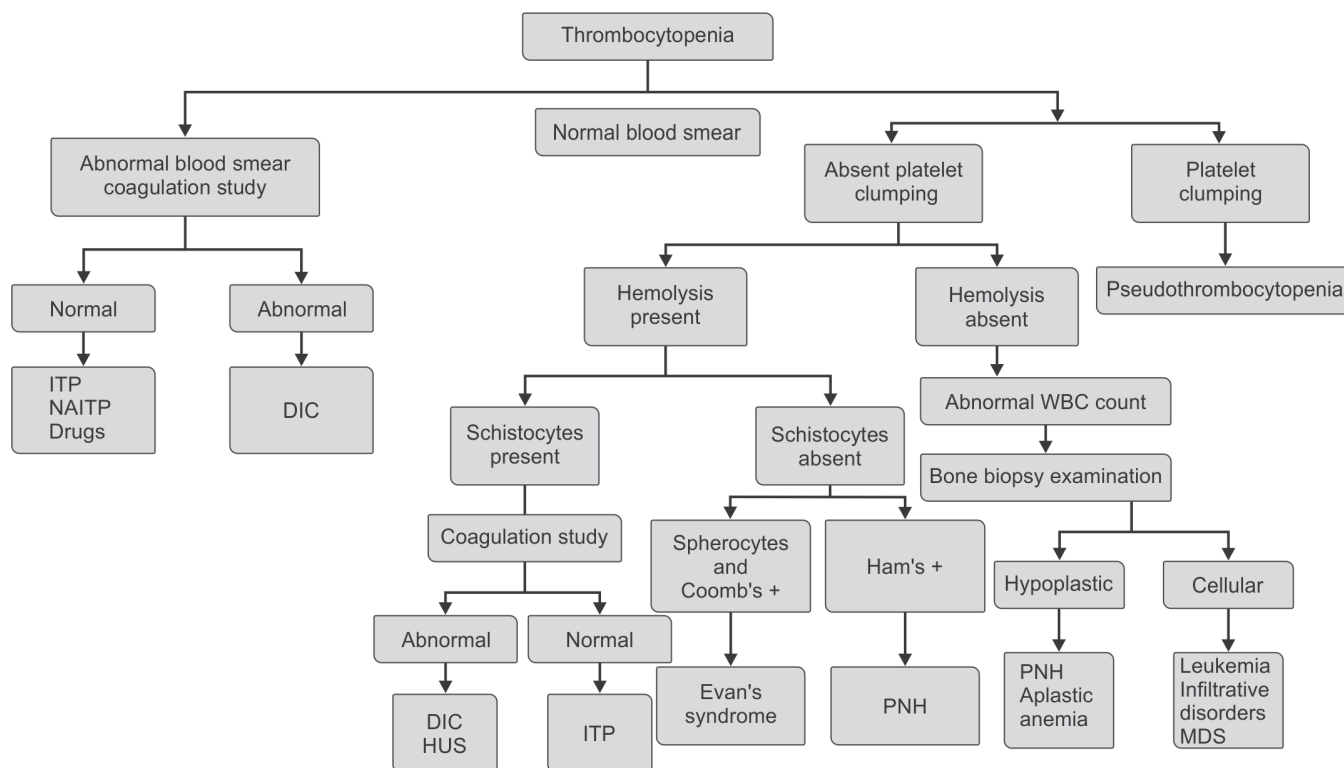 Thrombocytopenia
Normal blood smear
Abnormal blood smear
coagulation study
Absent platelet
clumping
Platelet
clumping
Normal
Abnormal
Hemolysis
present
Hemolysis
absent
Pseudothrombocytopenia
ITP
NAITP
Drugs
DIC
Schistocytes
present
Schistocytes
absent
Abnormal WBC count
Bone biopsy examination
Coagulation study
Spherocytes
and
Coomb's +
Ham's +
Hypoplastic
Cellular
Abnormal
Normal
DIC
HUS
ITP
Evan's
syndrome
PNH
PNH
Aplastic
anemia
Leukemia
Infiltrative
disorders
MDS